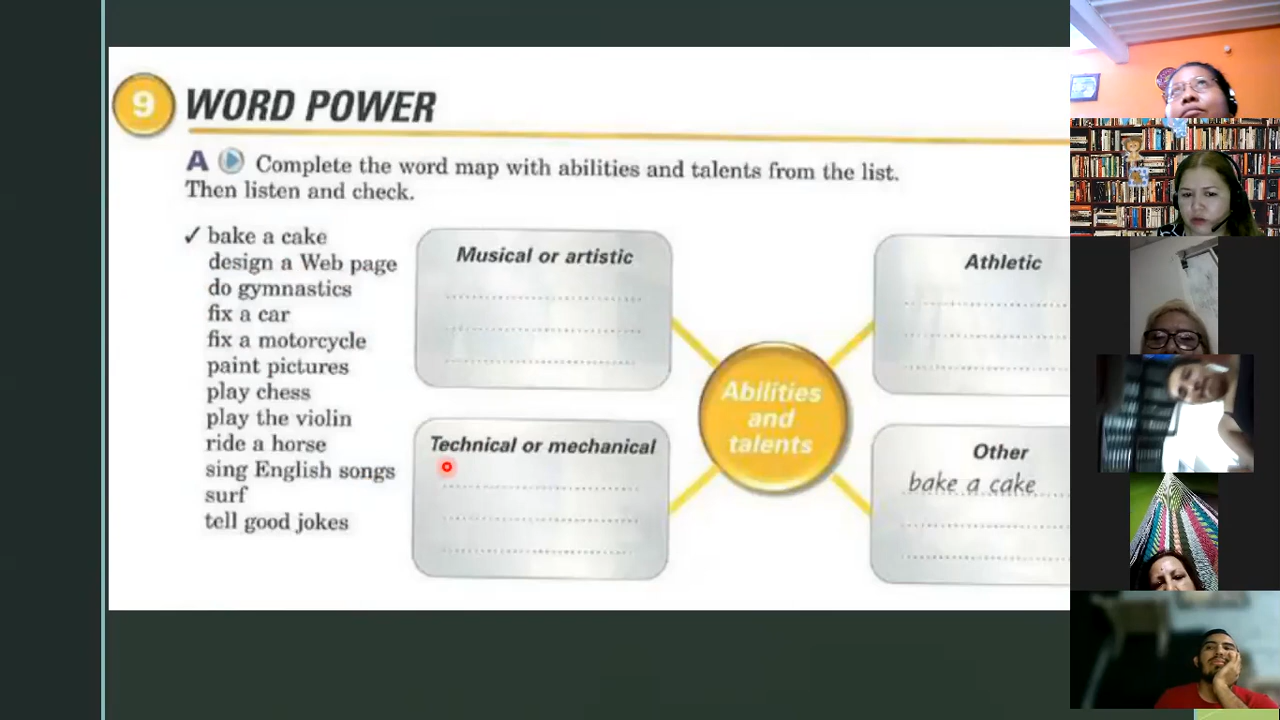 9 WORD POWER
A Complete the word map with abilities and talents from the list.
Then listen and check.
✓ bake a cake
design a Web page
do gymnastics
fix a car
fix a motorcycle
paint pictures
play chess
play the violin
ride a horse
sing English songs
surf
tell good jokes
Musical or artistic
Athletic
Abilities
and
talents
Technical or mechanical
Other
bake a cake